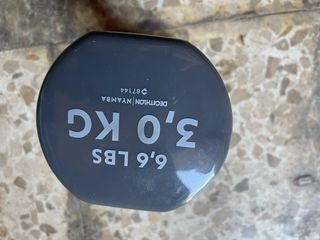 6,6 LBS
3,0 KG
DECATHLON | NYAMBA
87144